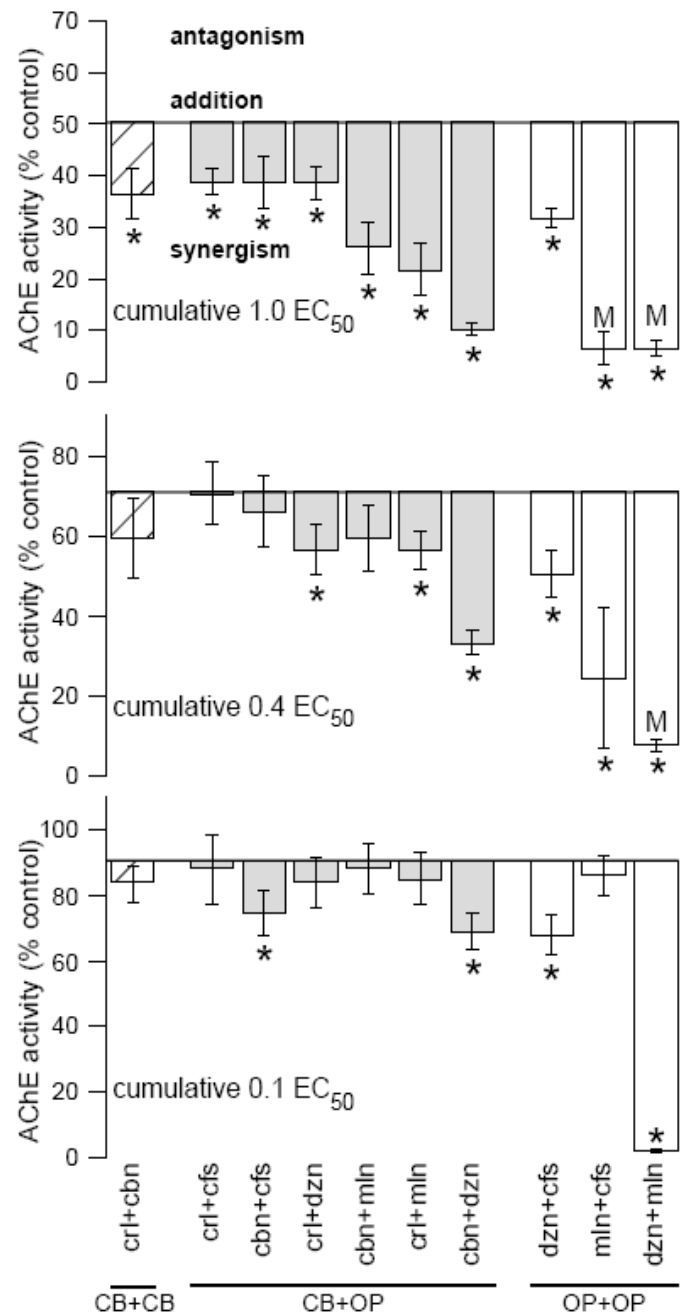 AChE activity (% control)
70
60
50
40
30
20
10
0
antagonism
addition
synergism
cumulative 1.0 EC50
* * * * * * * * * *
M M
AChE activity (% control)
80
60
40
20
0
cumulative 0.4 EC50
* * * * * *
M
AChE activity (% control)
100
80
60
40
20
0
cumulative 0.1 EC50
* * * *
crl+cbn
crl+cfs
cbn+cfs
crl+dzn
cbn+mln
crl+mln
cbn+dzn
dzn+cfs
mln+cfs
dzn+mln
CB+CB
CB+OP
OP+OP